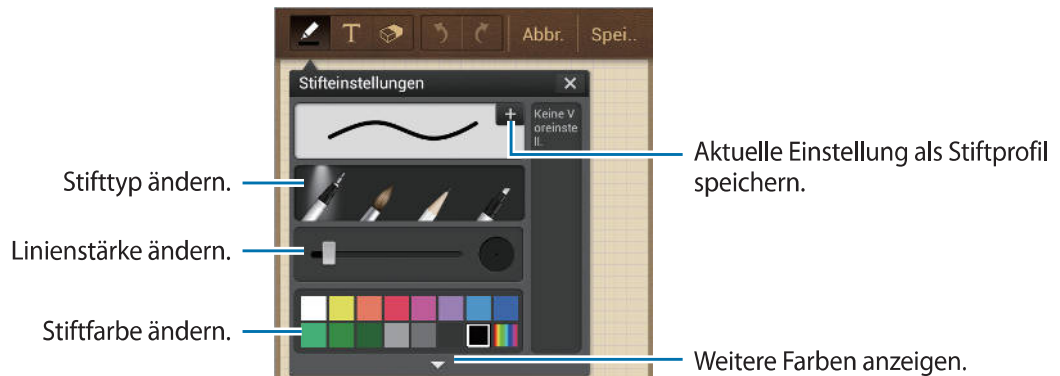 T
Abbr.
Spei..
Stifteinstellungen
Keine V
oreinste
ll.
Aktuelle Einstellung als Stiftprofil
speichern.
Stifttyp ändern.
Linienstärke ändern.
Stiftfarbe ändern.
Weitere Farben anzeigen.